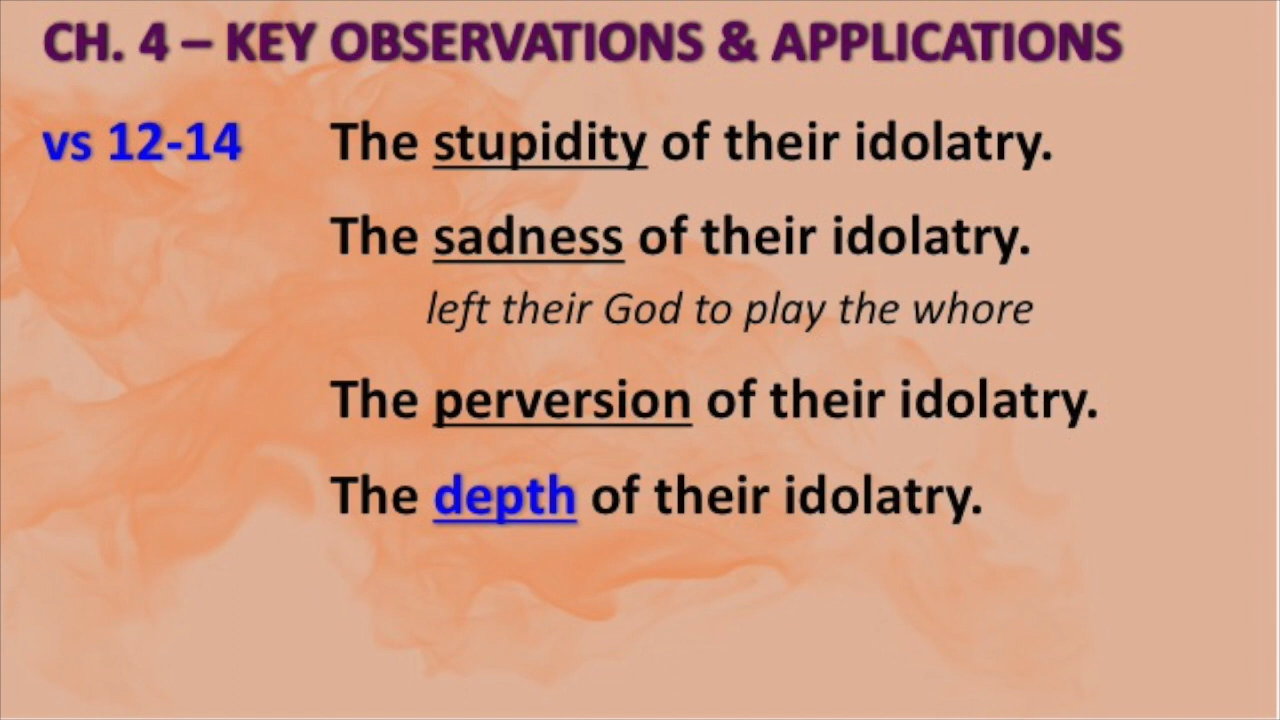 CH. 4 – KEY OBSERVATIONS & APPLICATIONS
vs 12-14 The stupidity of their idolatry.
The sadness of their idolatry.
left their God to play the whore
The perversion of their idolatry.
The depth of their idolatry.